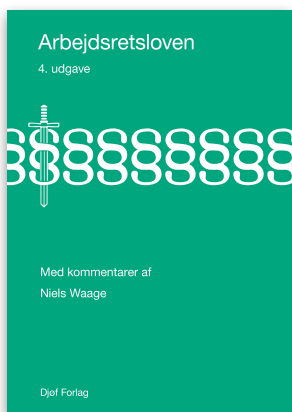 Arbejdsretsloven
4. udgave
§§§§§§§§§
Med kommentarer af
Niels Waage
Djøf Forlag